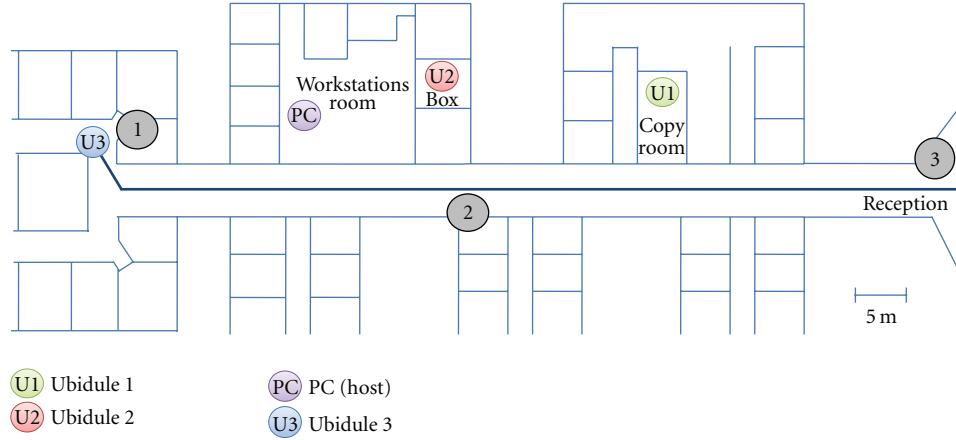 U3
1
Workstations
room
PC
U2
Box
U1
Copy
room
3
2
Reception
5 m
U1 Ubidule 1
U2 Ubidule 2
PC PC (host)
U3 Ubidule 3